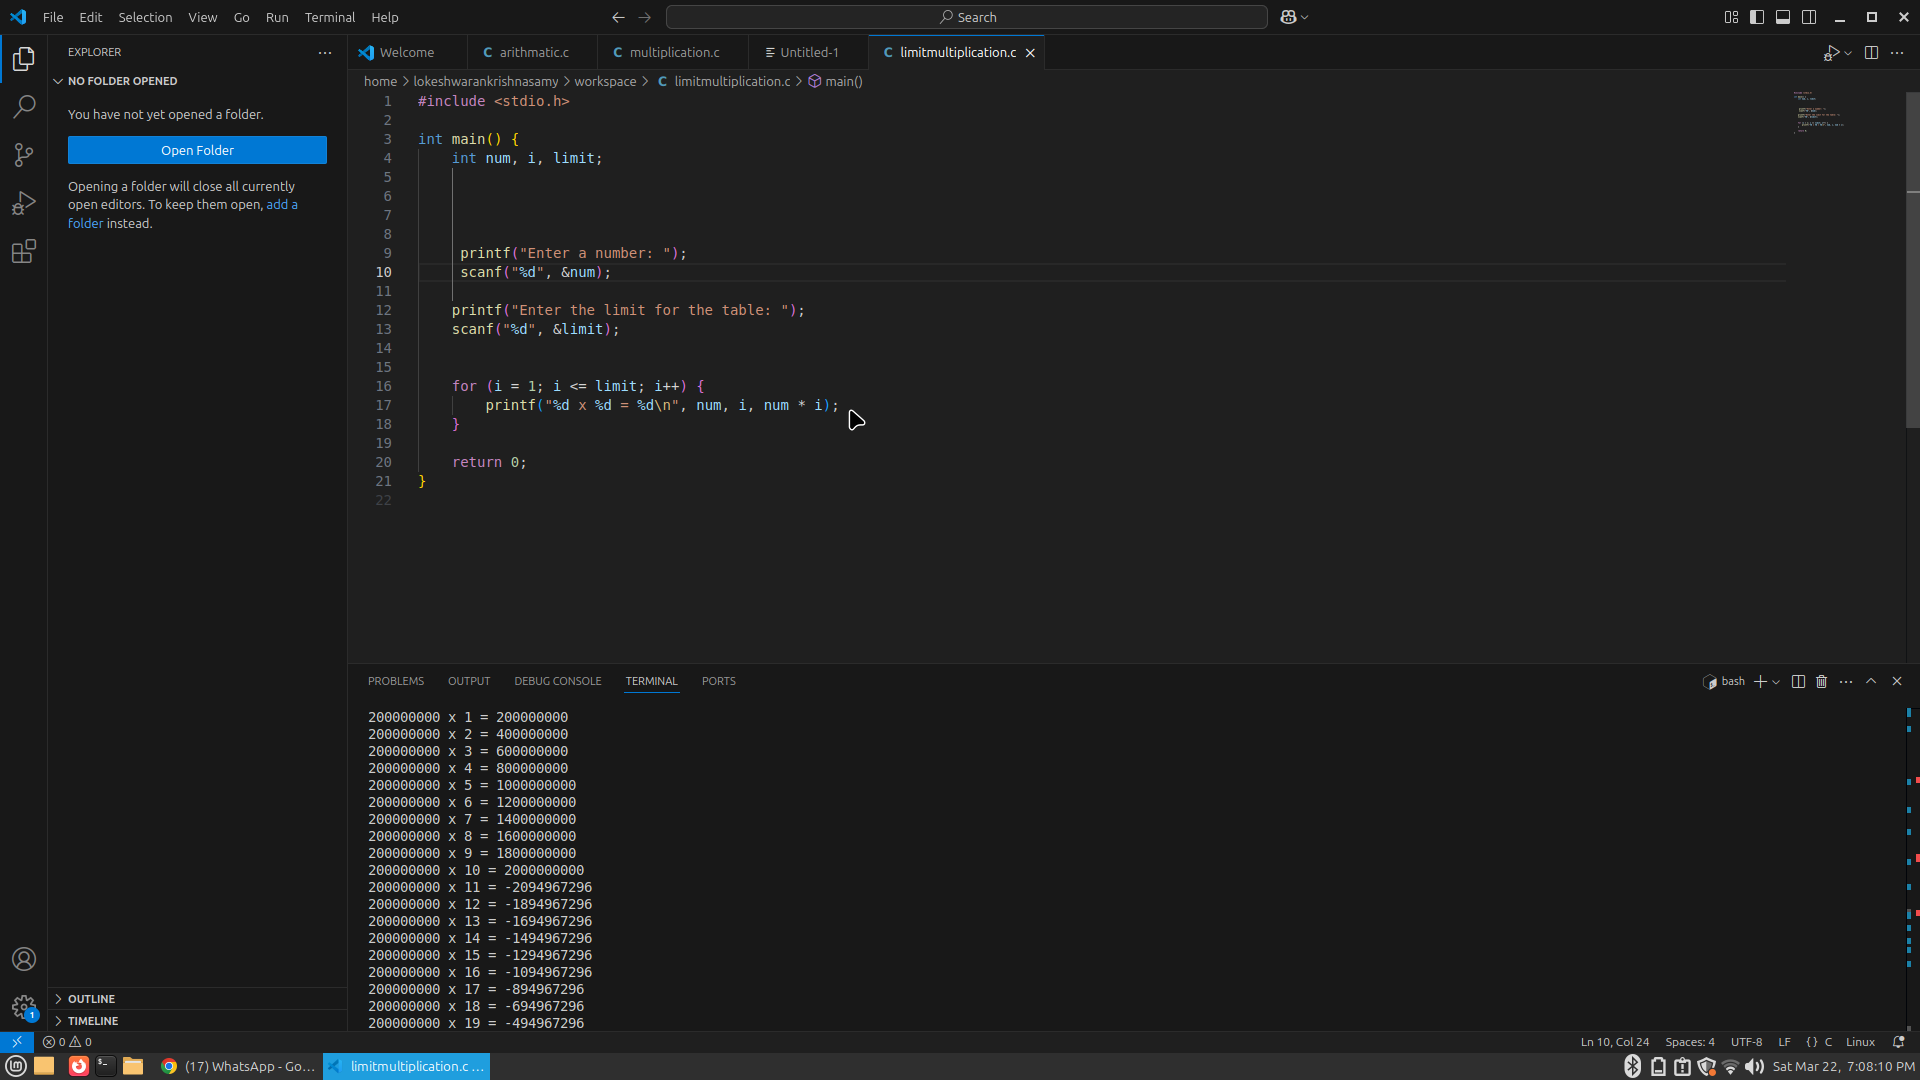 File Edit Selection View Go Run Terminal Help
Search
EXPLORER
NO FOLDER OPENED
You have not yet opened a folder.
Open Folder
Opening a folder will close all currently
open editors. To keep them open, add a
folder instead.
OUTLINE
TIMELINE
Welcome
C arithmatic.c
C multiplication.c
Untitled-1
C limitmultiplication.c
home > lokeshwarankrishnasamy > workspace > C limitmultiplication.c > main()
1 #include <stdio.h>
2
3 int main() {
4 int num, i, limit;
5
6
7
8
9 printf("Enter a number: ");
10 scanf("%d", &num);
11
12 printf("Enter the limit for the table: ");
13 scanf("%d", &limit);
14
15
16 for (i = 1; i <= limit; i++) {
17 printf("%d x %d = %d\n", num, i, num * i);
18 }
19
20 return 0;
21 }
22
PROBLEMS OUTPUT DEBUG CONSOLE TERMINAL PORTS
bash
200000000 x 1 = 200000000
200000000 x 2 = 400000000
200000000 x 3 = 600000000
200000000 x 4 = 800000000
200000000 x 5 = 1000000000
200000000 x 6 = 1200000000
200000000 x 7 = 1400000000
200000000 x 8 = 1600000000
200000000 x 9 = 1800000000
200000000 x 10 = 2000000000
200000000 x 11 = -2094967296
200000000 x 12 = -1894967296
200000000 x 13 = -1694967296
200000000 x 14 = -1494967296
200000000 x 15 = -1294967296
200000000 x 16 = -1094967296
200000000 x 17 = -894967296
200000000 x 18 = -694967296
200000000 x 19 = -494967296
1
0 0
Ln 10, Col 24 Spaces: 4 UTF-8 LF {} C Linux
(17) WhatsApp - Go...
limitmultiplication.c ...
Sat Mar 22, 7:08:10 PM